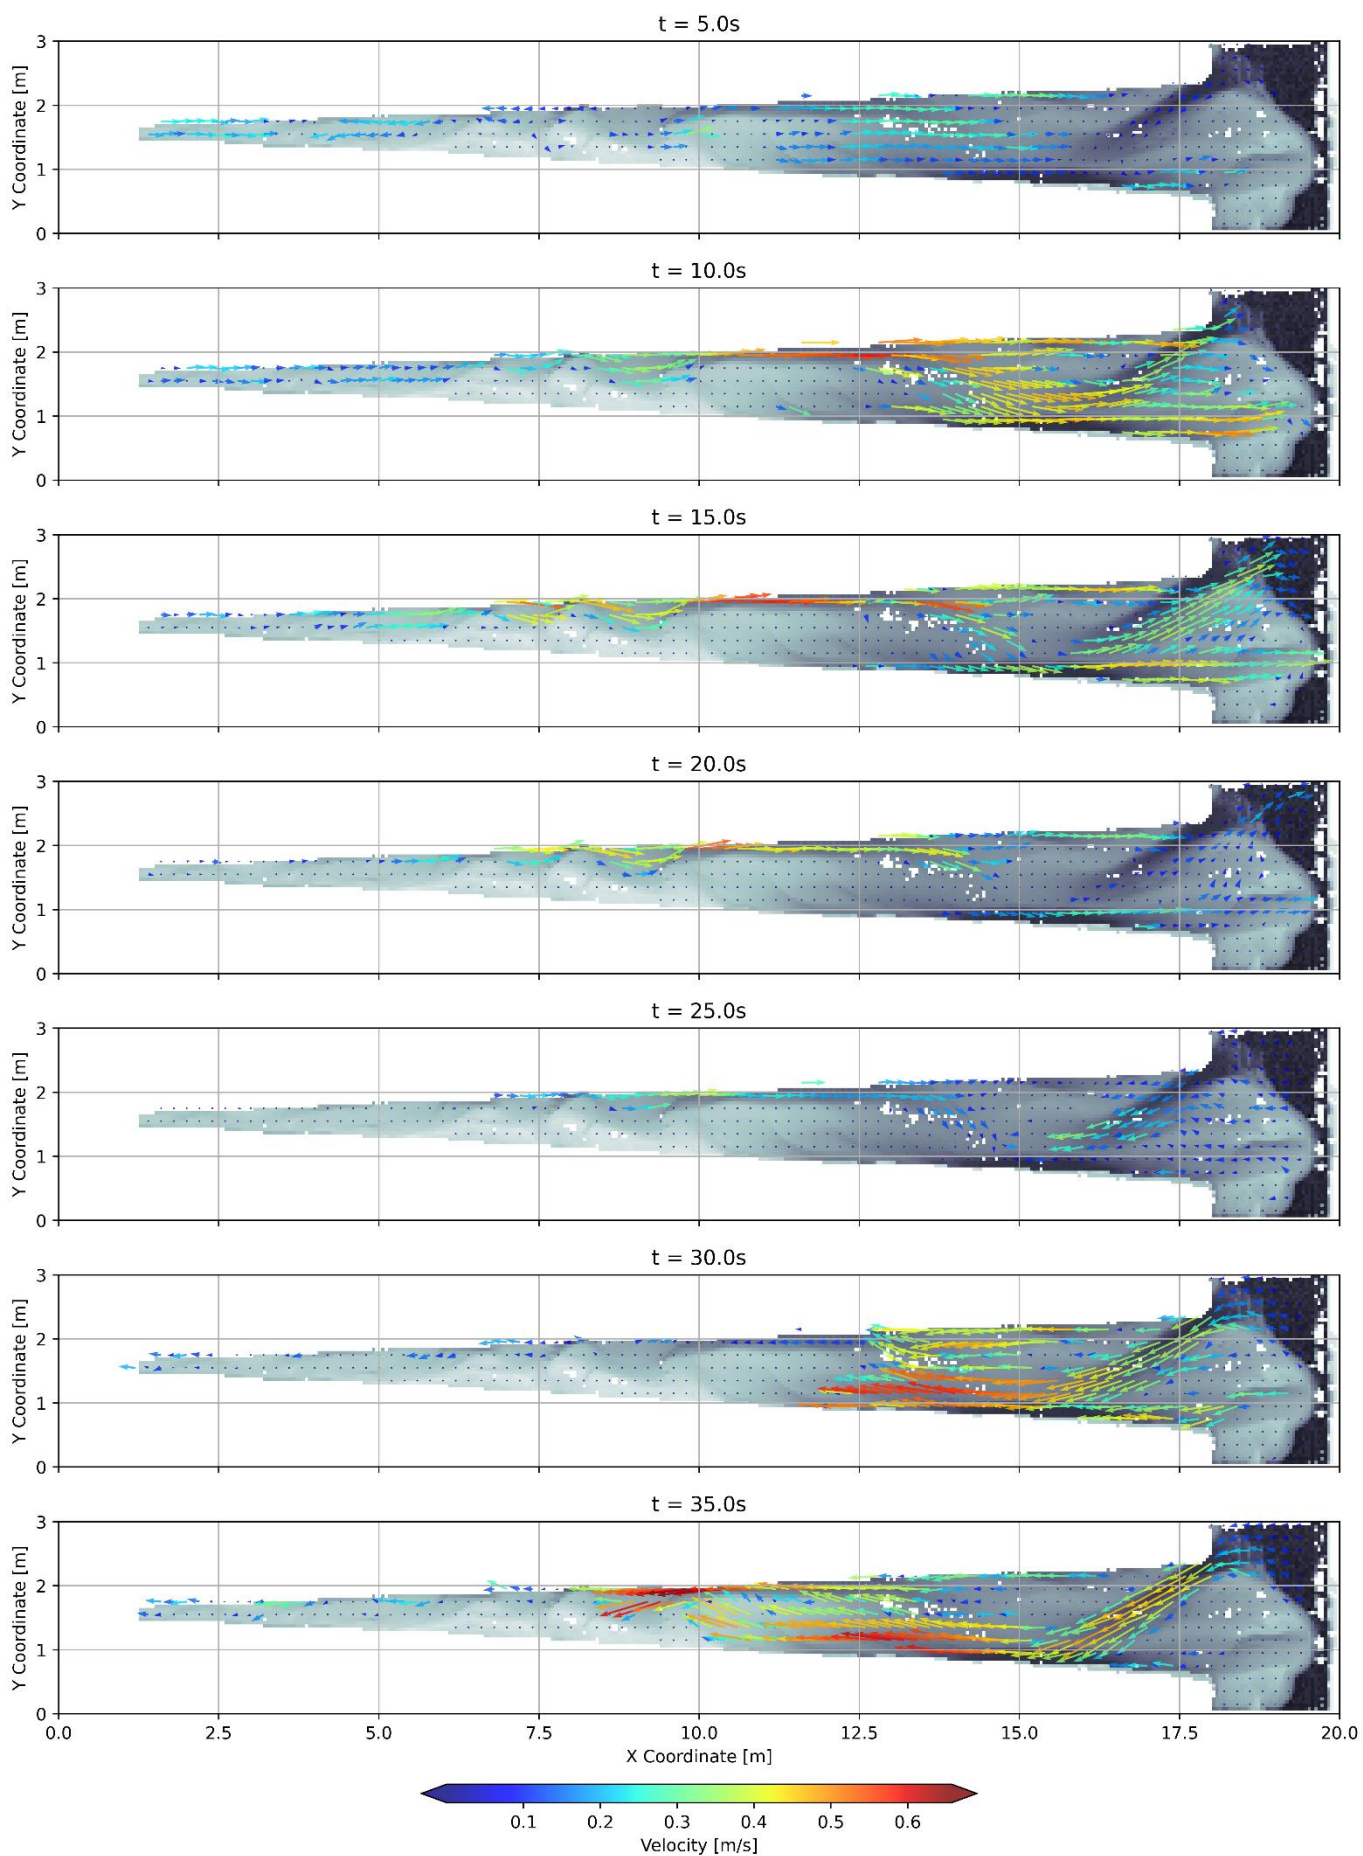 t = 5.0s
3
2
1
0
Y Coordinate [m]
t = 10.0s
3
2
1
0
Y Coordinate [m]
t = 15.0s
3
2
1
0
Y Coordinate [m]
t = 20.0s
3
2
1
0
Y Coordinate [m]
t = 25.0s
3
2
1
0
Y Coordinate [m]
t = 30.0s
3
2
1
0
Y Coordinate [m]
t = 35.0s
3
2
1
0
Y Coordinate [m]
0.0 2.5 5.0 7.5 10.0 12.5 15.0 17.5 20.0
X Coordinate [m]
0.1 0.2 0.3 0.4 0.5 0.6
Velocity [m/s]